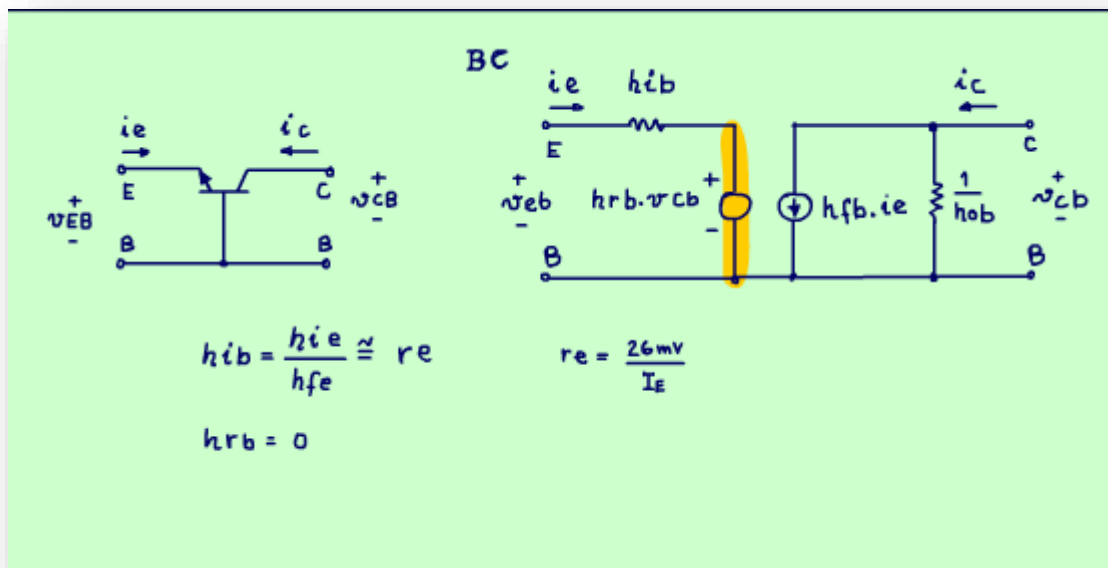 BC
ie
hib
ic
ie
ic
E
C
E
C
+
vEB
-
+
vCB
-
+
veb
-
hrb.vcb
+
-
hfb.ie
1/hob
+
vcb
-
B
B
B
B
hib = hie/hfe ≅ re
re = 26mv/IE
hrb = 0